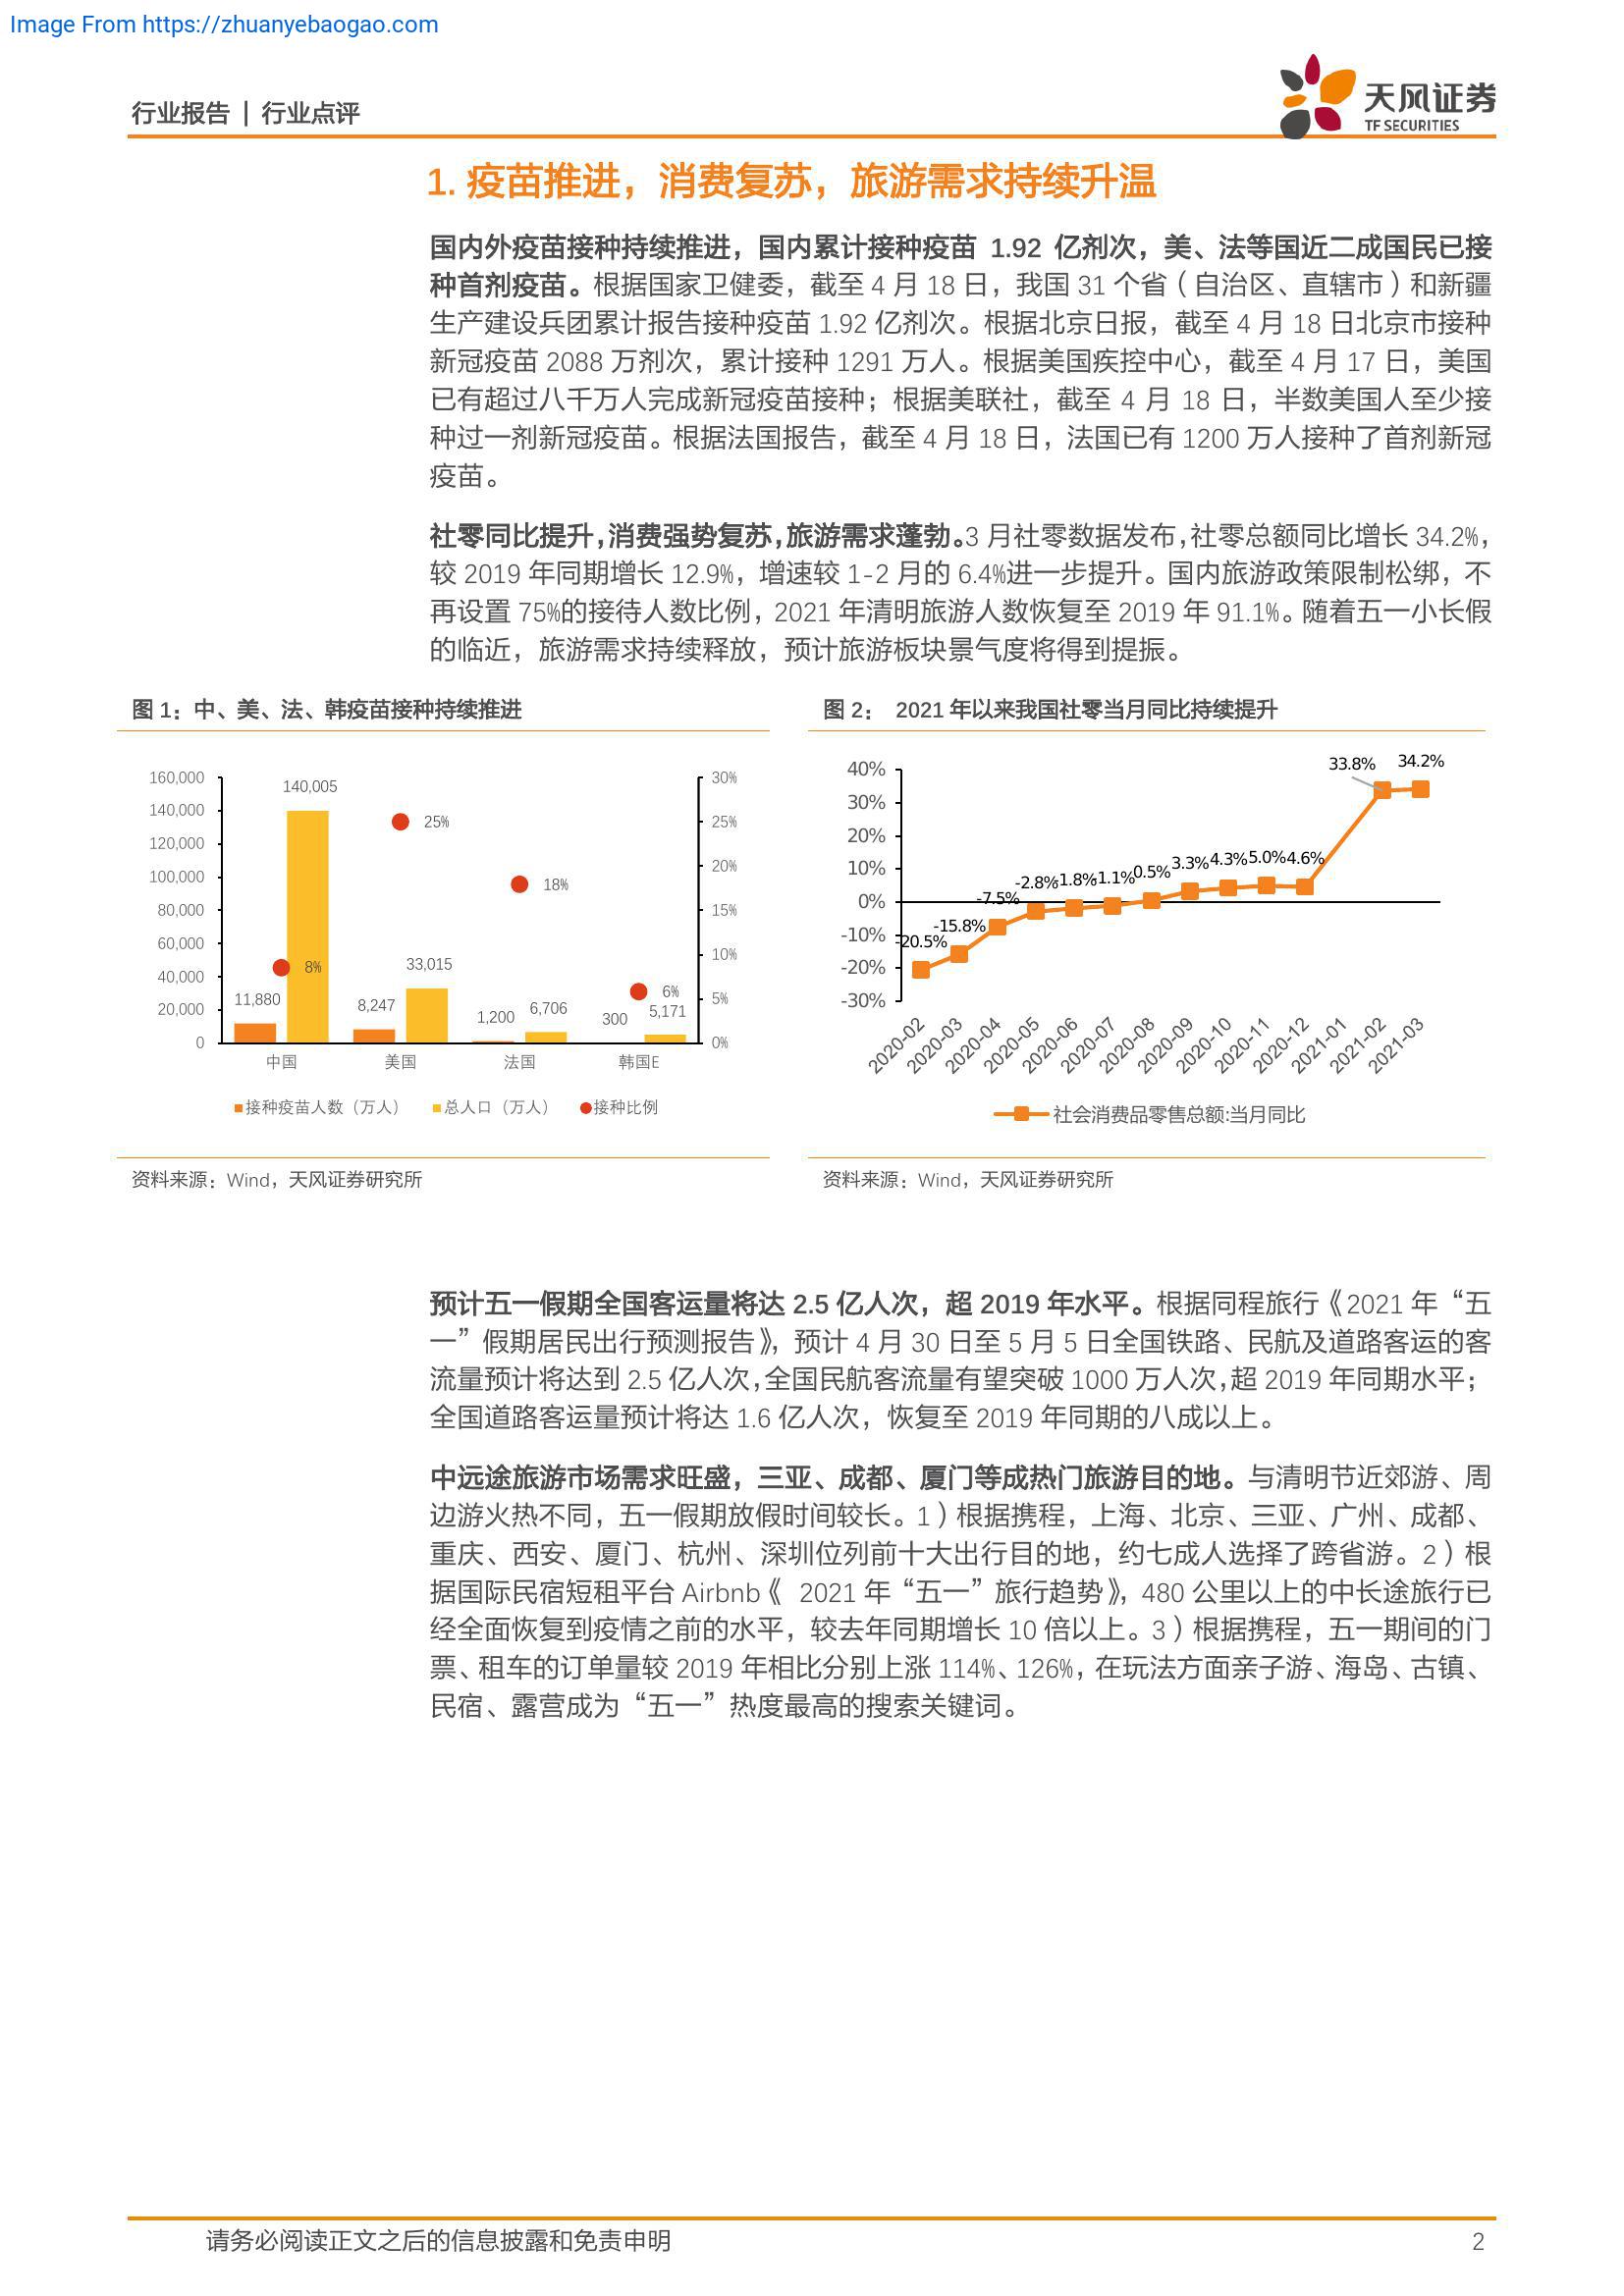 Image From https://zhuanyebaogao.com
行业报告 | 行业点评
天风证券
TF SECURITIES
1. 疫苗推进，消费复苏，旅游需求持续升温
国内外疫苗接种持续推进，国内累计接种疫苗 1.92 亿剂次，美、法等国近二成国民已接
种首剂疫苗。根据国家卫健委，截至 4 月 18 日，我国 31 个省（自治区、直辖市）和新疆
生产建设兵团累计报告接种疫苗 1.92 亿剂次。根据北京日报，截至 4 月 18 日北京市接种
新冠疫苗 2088 万剂次，累计接种 1291 万人。根据美国疾控中心，截至 4 月 17 日，美国
已有超过八千万人完成新冠疫苗接种；根据美联社，截至 4 月 18 日，半数美国人至少接
种过一剂新冠疫苗。根据法国报告，截至 4 月 18 日，法国已有 1200 万人接种了首剂新冠
疫苗。
社零同比提升，消费强势复苏，旅游需求蓬勃。3 月社零数据发布，社零总额同比增长 34.2%，
较 2019 年同期增长 12.9%，增速较 1-2 月的 6.4%进一步提升。国内旅游政策限制松绑，不
再设置 75%的接待人数比例，2021 年清明旅游人数恢复至 2019 年 91.1%。随着五一小长假
的临近，旅游需求持续释放，预计旅游板块景气度将得到提振。
图 1：中、美、法、韩疫苗接种持续推进
160,000
140,000
120,000
100,000
80,000
60,000
40,000
20,000
0
30%
25%
20%
15%
10%
5%
0%
140,005
25%
18%
8%
33,015
11,880
8,247
1,200
6,706
300
6%
5,171
中国
美国
法国
韩国E
接种疫苗人数（万人）
总人口（万人）
接种比例
资料来源：Wind，天风证券研究所
图 2： 2021 年以来我国社零当月同比持续提升
40%
30%
20%
10%
0%
-10%
-20%
-30%
-20.5%
-15.8%
-7.5%
-2.8%
-1.8%
-1.1%
0.5%
3.3%
4.3%
5.0%
4.6%
33.8%
34.2%
2020-02
2020-03
2020-04
2020-05
2020-06
2020-07
2020-08
2020-09
2020-10
2020-11
2020-12
2021-01
2021-02
2021-03
社会消费品零售总额:当月同比
资料来源：Wind，天风证券研究所
预计五一假期全国客运量将达 2.5 亿人次，超 2019 年水平。根据同程旅行《2021 年“五
一”假期居民出行预测报告》，预计 4 月 30 日至 5 月 5 日全国铁路、民航及道路客运的客
流量预计将达到 2.5 亿人次，全国民航客流量有望突破 1000 万人次，超 2019 年同期水平；
全国道路客运量预计将达 1.6 亿人次，恢复至 2019 年同期的八成以上。
中远途旅游市场需求旺盛，三亚、成都、厦门等成热门旅游目的地。与清明节近郊游、周
边游火热不同，五一假期放假时间较长。1）根据携程，上海、北京、三亚、广州、成都、
重庆、西安、厦门、杭州、深圳位列前十大出行目的地，约七成人选择了跨省游。2）根
据国际民宿短租平台 Airbnb《 2021 年“五一”旅行趋势》，480 公里以上的中长途旅行已
经全面恢复到疫情之前的水平，较去年同期增长 10 倍以上。3）根据携程，五一期间的门
票、租车的订单量较 2019 年相比分别上涨 114%、126%，在玩法方面亲子游、海岛、古镇、
民宿、露营成为“五一”热度最高的搜索关键词。
请务必阅读正文之后的信息披露和免责申明
2